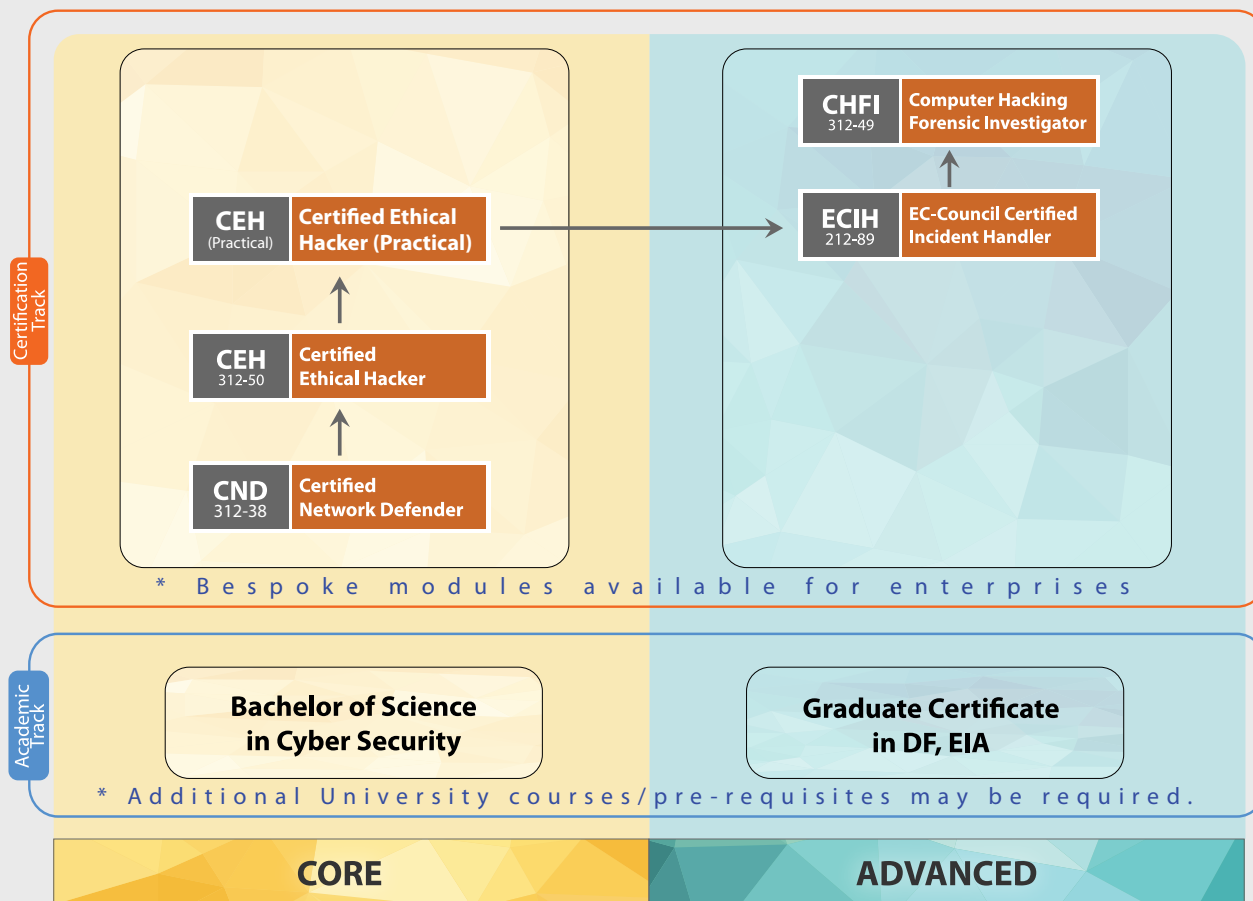 Certification
Track
CHFI
312-49
Computer Hacking
Forensic Investigator
CEH
(Practical)
Certified Ethical
Hacker (Practical)
ECIH
212-89
EC-Council Certified
Incident Handler
CEH
312-50
Certified
Ethical Hacker
CND
312-38
Certified
Network Defender
* Bespoke modules available for enterprises
Academic
Track
Bachelor of Science
in Cyber Security
Graduate Certificate
in DF, EIA
* Additional University courses/pre-requisites may be required.
CORE
ADVANCED